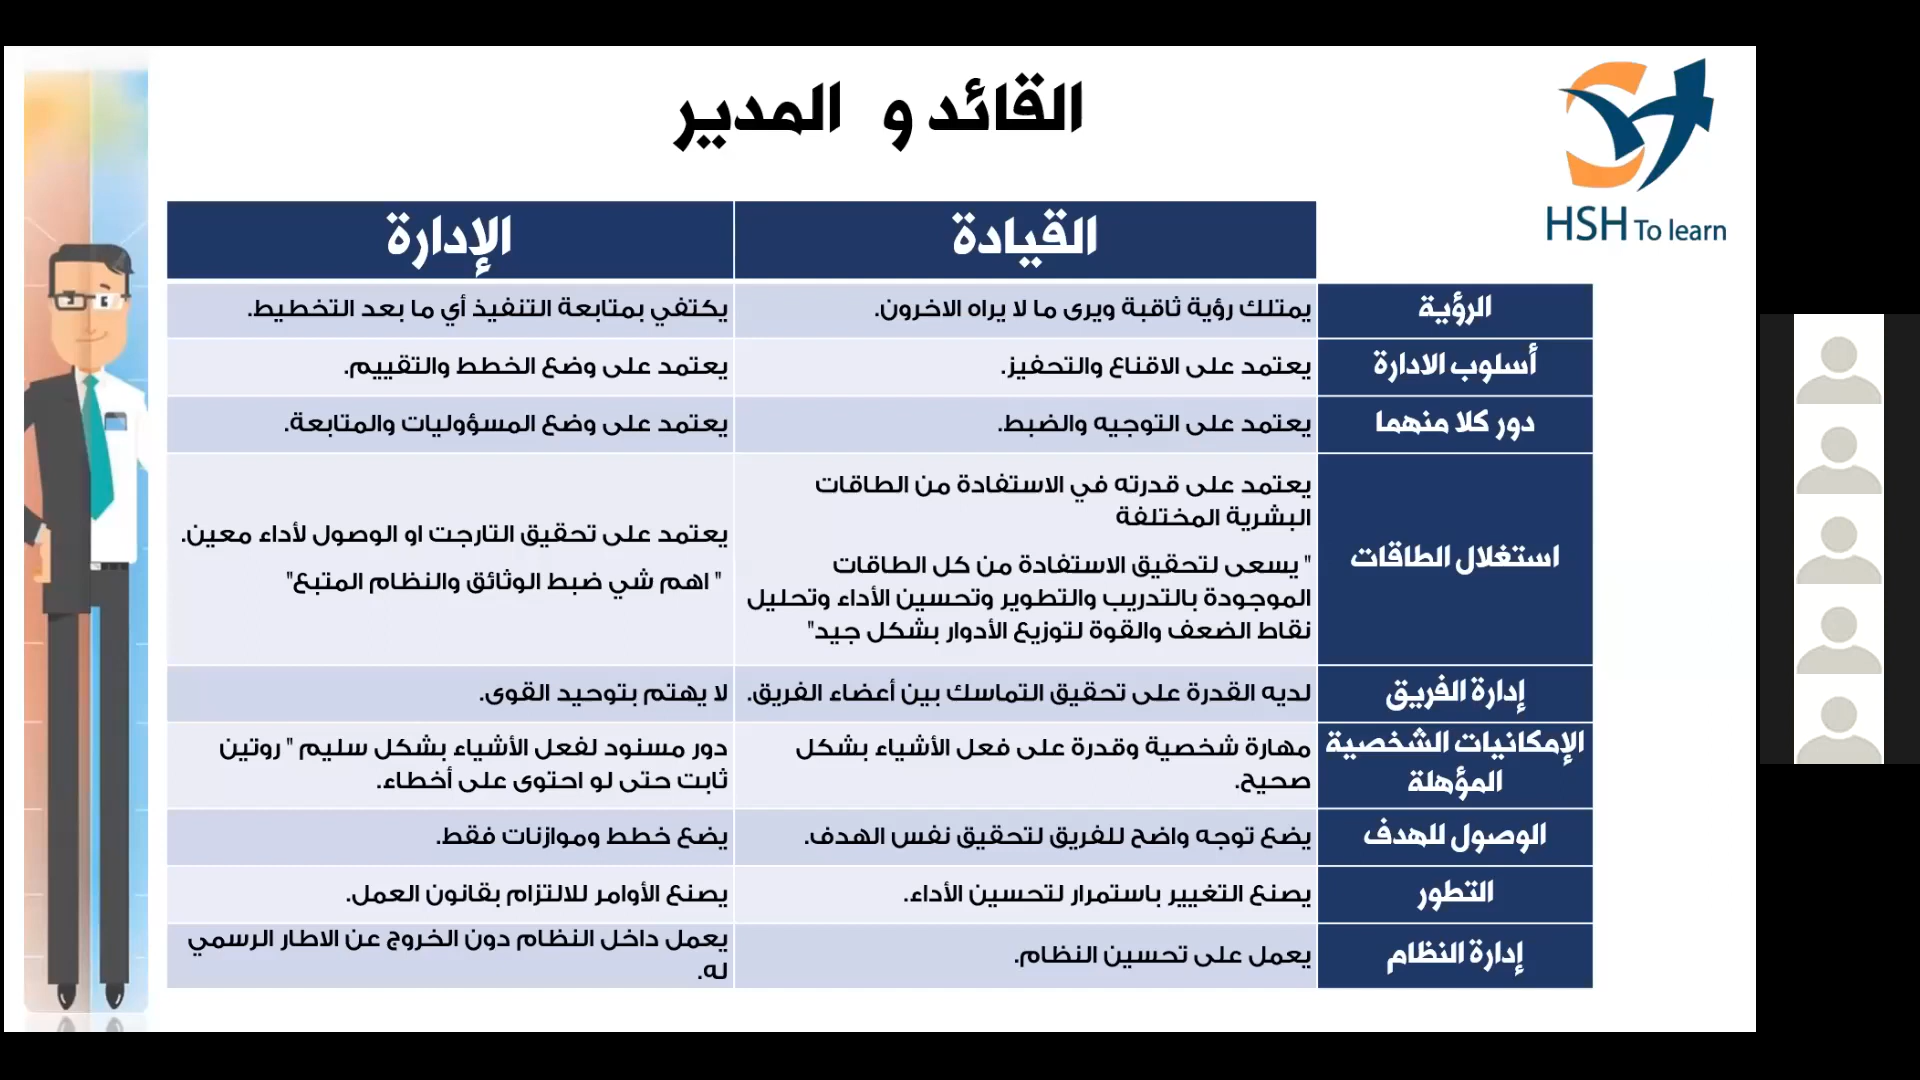 القائد و المدير
HSH To learn
القيادة
الإدارة
الرؤية
يمتلك رؤية ثاقبة ويرى ما لا يراه الاخرون.
يكتفي بمتابعة التنفيذ أي ما بعد التخطيط.
أسلوب الادارة
يعتمد على الاقناع والتحفيز.
يعتمد على وضع الخطط والتقييم.
دور كلا منهما
يعتمد على التوجيه والضبط.
يعتمد على وضع المسؤوليات والمتابعة.
استغلال الطاقات
يعتمد على قدرته في الاستفادة من الطاقات
البشرية المختلفة
" يسعى لتحقيق الاستفادة من كل الطاقات
الموجودة بالتدريب والتطوير وتحسين الأداء وتحليل
نقاط الضعف والقوة لتوزيع الأدوار بشكل جيد"
يعتمد على تحقيق التارجت او الوصول لأداء معين.
" اهم شي ضبط الوثائق والنظام المتبع"
إدارة الفريق
لديه القدرة على تحقيق التماسك بين أعضاء الفريق.
لا يهتم بتوحيد القوى.
الإمكانيات الشخصية
المؤهلة
مهارة شخصية وقدرة على فعل الأشياء بشكل
صحيح.
دور مسنود لفعل الأشياء بشكل سليم " روتين
ثابت حتى لو احتوى على أخطاء.
الوصول للهدف
يضع توجه واضح للفريق لتحقيق نفس الهدف.
يضع خطط وموازنات فقط.
التطور
يصنع التغيير باستمرار لتحسين الأداء.
يصنع الأوامر للالتزام بقانون العمل.
إدارة النظام
يعمل على تحسين النظام.
يعمل داخل النظام دون الخروج عن الاطار الرسمي
له.